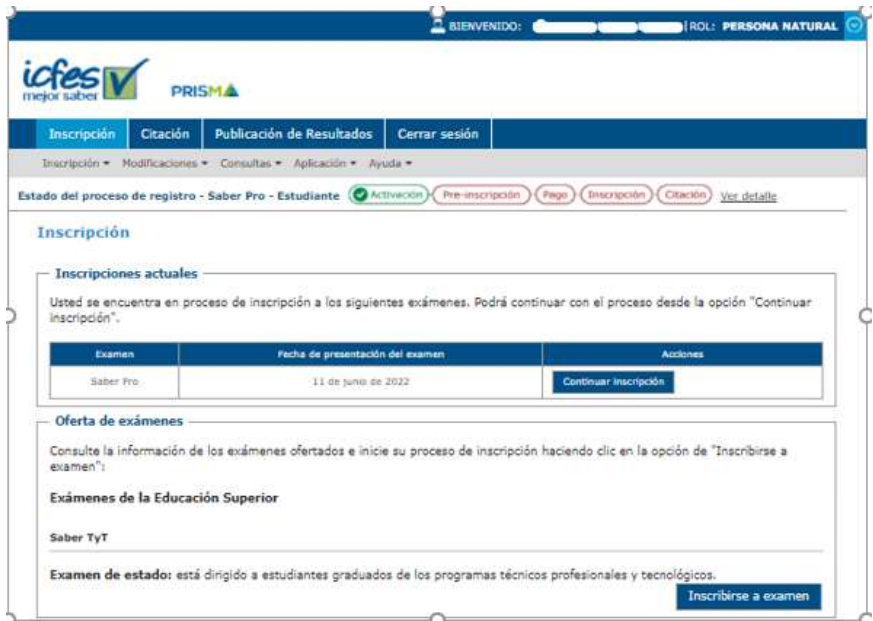 BIENVENIDO: | ROL: PERSONA NATURAL
icfes
mejor saber
PRISMA
Inscripción Citación Publicación de Resultados Cerrar sesión
Inscripción Modificaciones Consultas Aplicación Ayuda
Estado del proceso de registro - Saber Pro - Estudiante Activación Pre-inscripción Pago Inscripción Citación Ver detalle
Inscripción
Inscripciones actuales
Usted se encuentra en proceso de inscripción a los siguientes exámenes. Podrá continuar con el proceso desde la opción "Continuar
inscripción".
Examen Fecha de presentación del examen Acciones
Saber Pro 11 de junio de 2022 Continuar inscripción
Oferta de exámenes
Consulte la información de los exámenes ofertados e inicie su proceso de inscripción haciendo clic en la opción de "Inscribirse a
examen":
Exámenes de la Educación Superior
Saber TyT
Examen de estado: está dirigido a estudiantes graduados de los programas técnicos profesionales y tecnológicos.
Inscribirse a examen